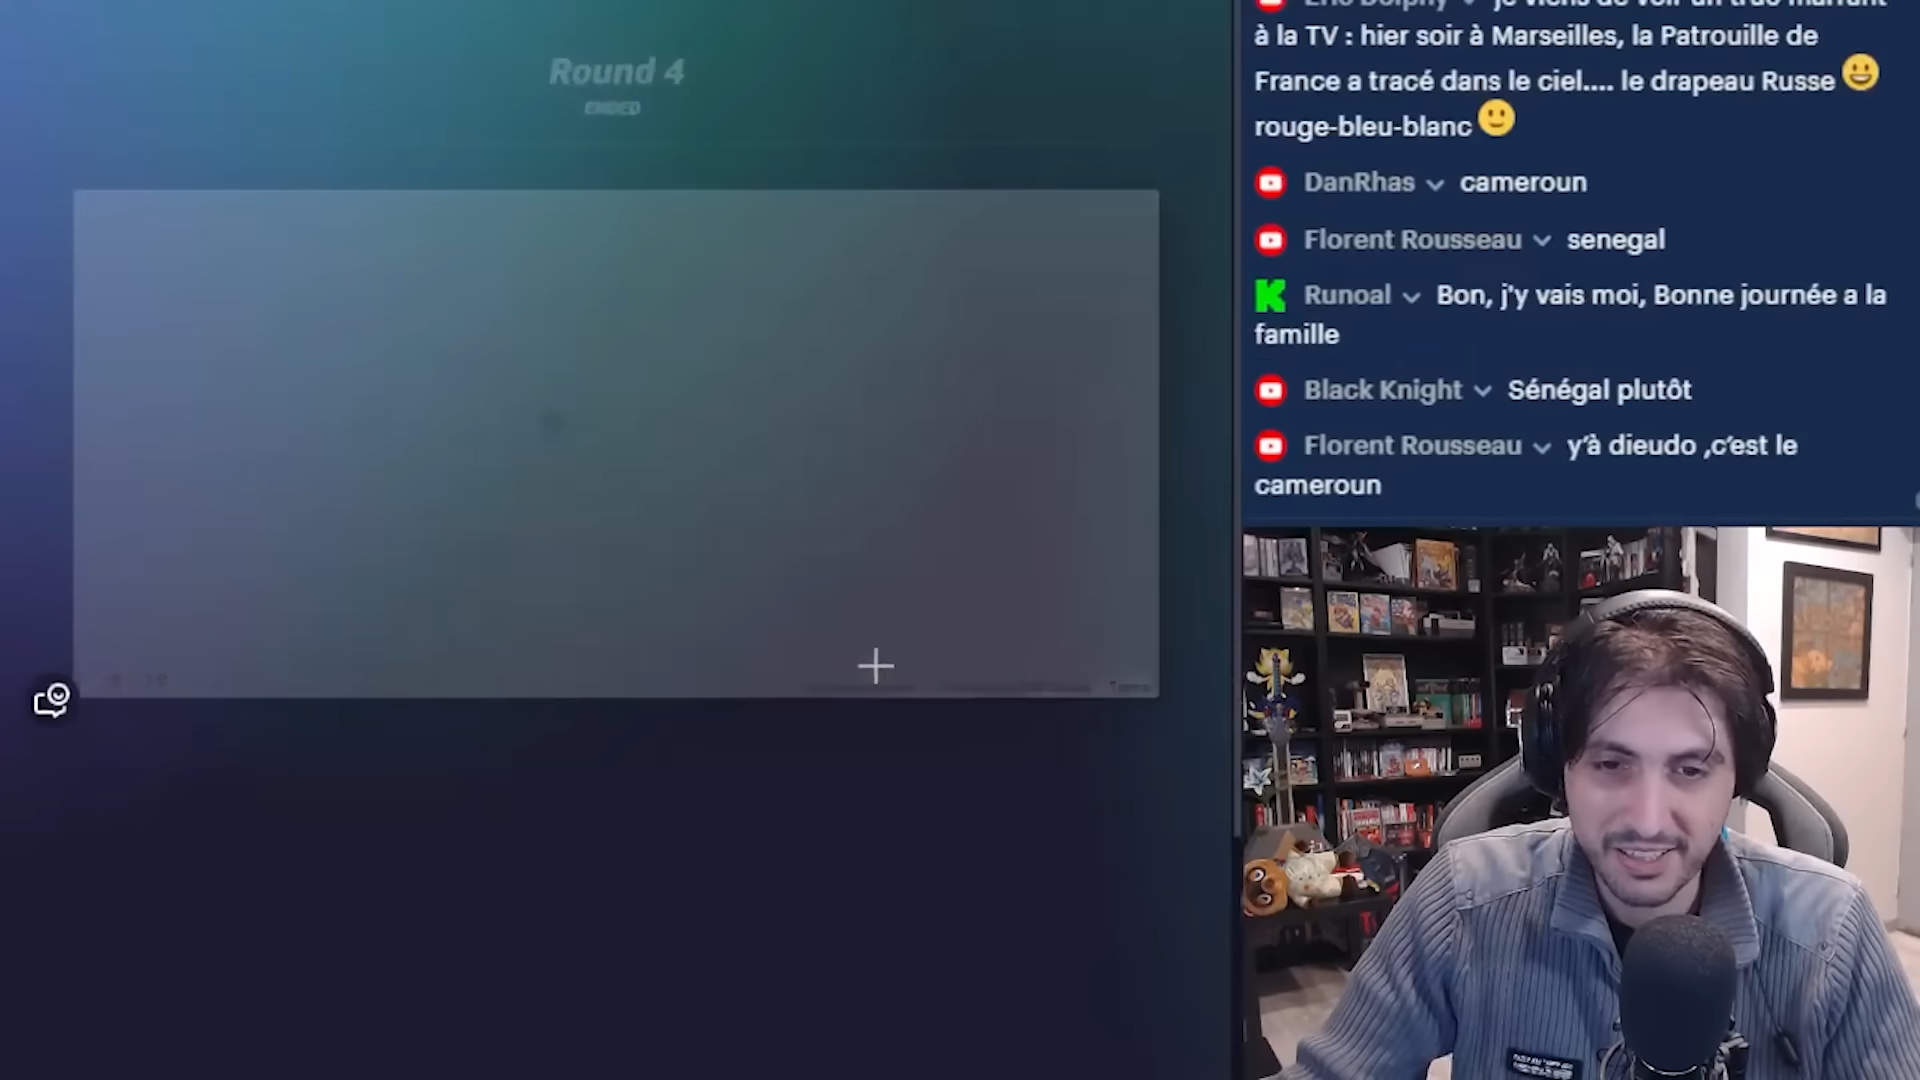 Round 4
ENDED
à la TV : hier soir à Marseilles, la Patrouille de
France a tracé dans le ciel.... le drapeau Russe 😀
rouge-bleu-blanc 🙂
DanRhas cameroun
Florent Rousseau senegal
Runoal Bon, j'y vais moi, Bonne journée a la
famille
Black Knight Sénégal plutôt
Florent Rousseau y'à dieudo ,c'est le
cameroun